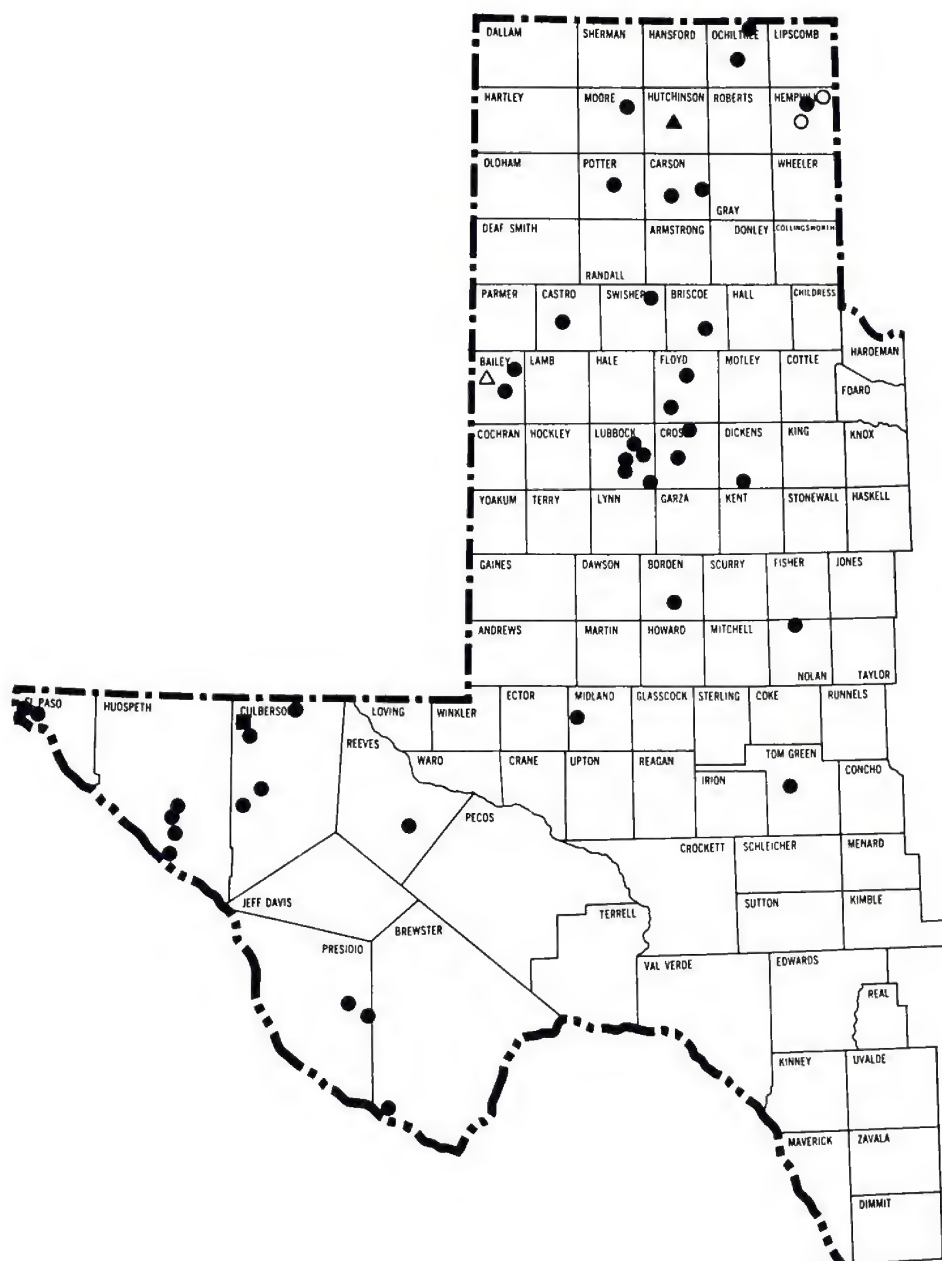 DALLAM SHERMAN HANSFORD OCHILTREE LIPSCOMB
HARTLEY MOORE HUTCHINSON ROBERTS HEMPHILL
OLDHAM POTTER CARSON WHEELER
GRAY
DEAF SMITH ARMSTRONG DONLEY COLLINGSWORTH
RANDALL
PARMER CASTRO SWISHER BRISCOE HALL CHILDRESS
HARDEMAN
BAILEY LAMB HALE FLOYD MOTLEY COTTLE
FOARD
COCHRAN HOCKLEY LUBBOCK CROS DICKENS KING KNOX
YOAKUM TERRY LYNN GARZA KENT STONEWALL HASKELL
GAINES DAWSON BORDEN SCURRY FISHER JONES
ANDREWS MARTIN HOWARD MITCHELL
NOLAN TAYLOR
EL PASO HUDSPETH CULBERSON LOVING WINKLER ECTOR MIDLAND GLASSCOCK STERLING COKE RUNNELS
REEVES WARD CRANE UPTON REAGAN TOM GREEN
IRION CONCHO
PECOS
CROCKETT SCHLEICHER MENARD
JEFF DAVIS SUTTON KIMBLE
TERRELL
PRESIDIO BREWSTER
VAL VERDE EDWARDS
REAL
KINNEY UVALDE
MAVERICK ZAVALA
DIMMIT